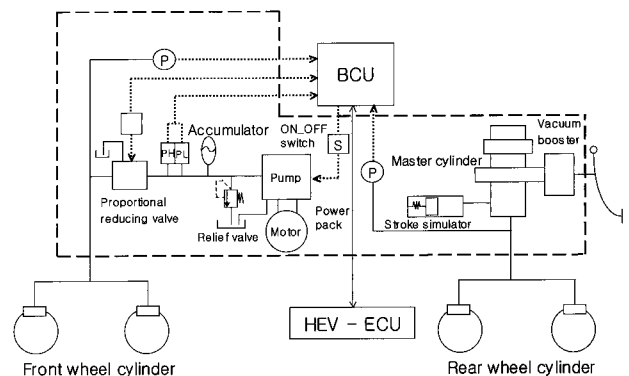 P
BCU
ON_OFF
switch
S
Accumulator
PH PL
Pump
Motor
Proportional
reducing valve
Relief valve
Power
pack
P
Master cylinder
Vacuum
booster
Stroke simulator
HEV - ECU
Front wheel cylinder
Rear wheel cylinder